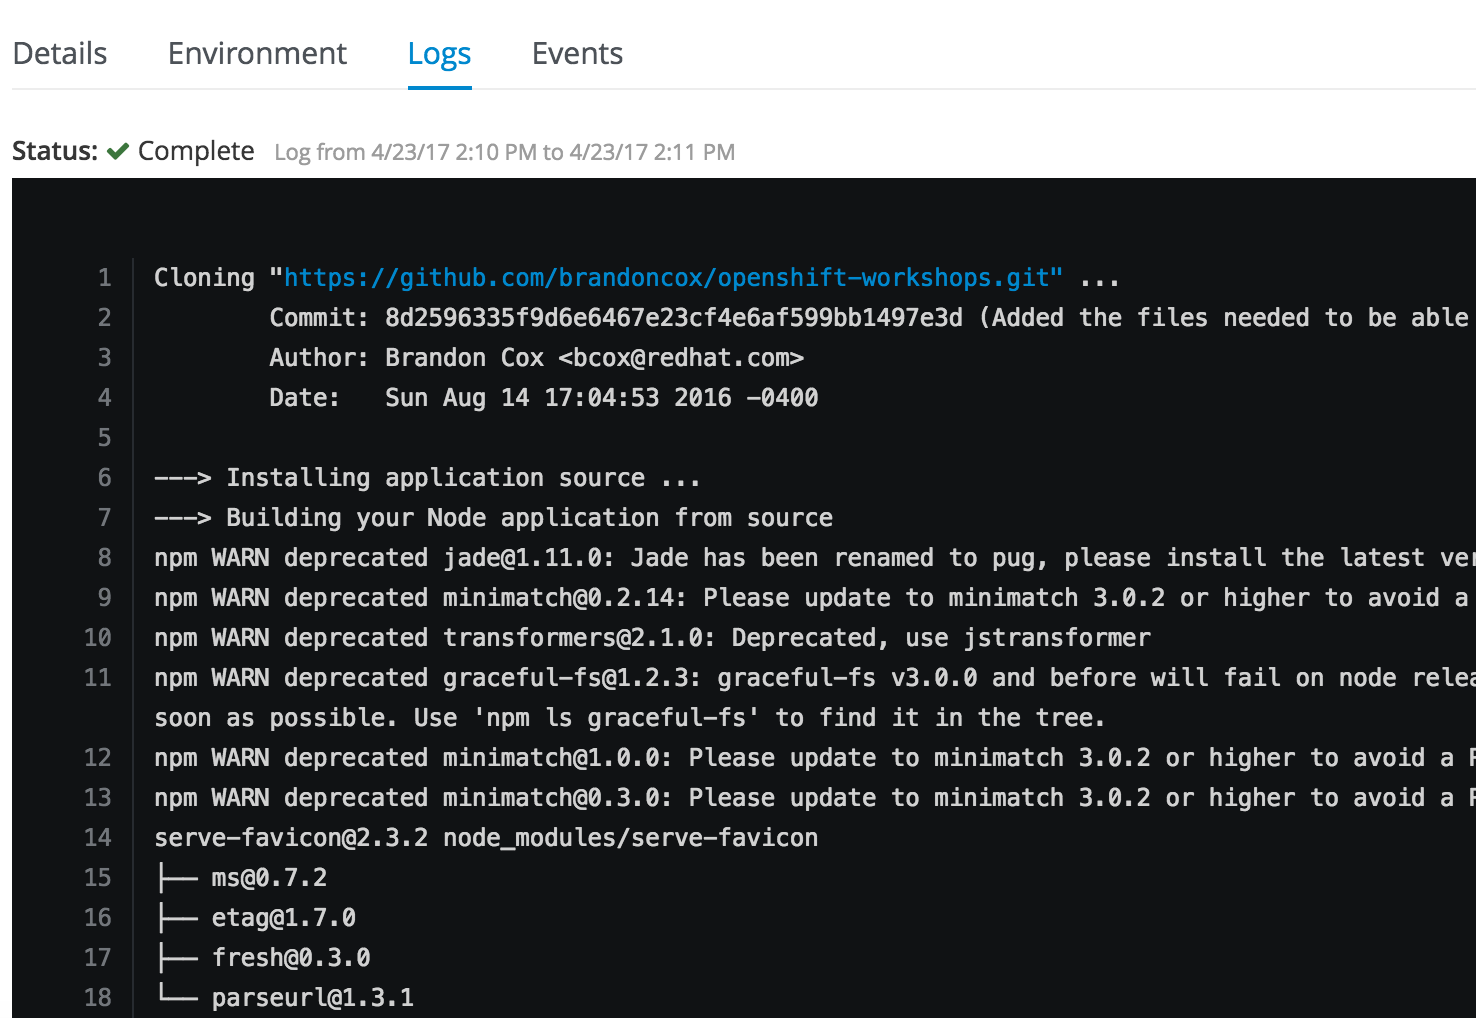 Details Environment Logs Events
Status: Complete Log from 4/23/17 2:10 PM to 4/23/17 2:11 PM
1 Cloning "https://github.com/brandoncox/openshift-workshops.git" ...
2 Commit: 8d2596335f9d6e6467e23cf4e6af599bb1497e3d (Added the files needed to be able
3 Author: Brandon Cox <bcox@redhat.com>
4 Date: Sun Aug 14 17:04:53 2016 -0400
5
6 ---> Installing application source ...
7 ---> Building your Node application from source
8 npm WARN deprecated jade@1.11.0: Jade has been renamed to pug, please install the latest
9 npm WARN deprecated minimatch@0.2.14: Please update to minimatch 3.0.2 or higher to avoid a
10 npm WARN deprecated transformers@2.1.0: Deprecated, use jstransformer
11 npm WARN deprecated graceful-fs@1.2.3: graceful-fs v3.0.0 and before will fail on node
soon as possible. Use 'npm ls graceful-fs' to find it in the tree.
12 npm WARN deprecated minimatch@1.0.0: Please update to minimatch 3.0.2 or higher to avoid a
13 npm WARN deprecated minimatch@0.3.0: Please update to minimatch 3.0.2 or higher to avoid a
14 serve-favicon@2.3.2 node_modules/serve-favicon
15 ├── ms@0.7.2
16 ├── etag@1.7.0
17 ├── fresh@0.3.0
18 └── parseurl@1.3.1